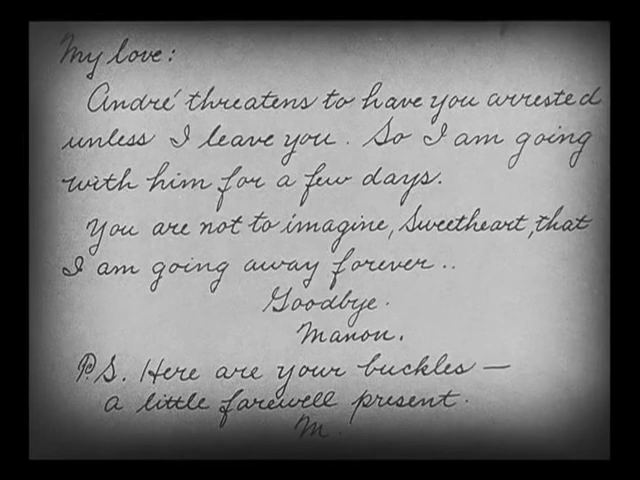 My love:
André threatens to have you arrested
unless I leave you. So I am going
with him for a few days.
You are not to imagine, Sweetheart, that
I am going away forever..
Goodbye.
Manon.
P.S. Here are your buckles —
a little farewell present.
M.